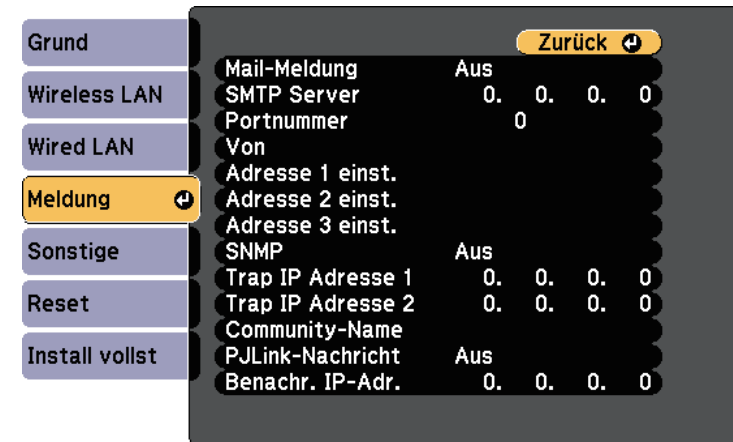 Grund
Wireless LAN
Wired LAN
Meldung
Sonstige
Reset
Install vollst
Zurück
Mail-Meldung Aus
SMTP Server 0. 0. 0. 0
Portnummer 0
Von
Adresse 1 einst.
Adresse 2 einst.
Adresse 3 einst.
SNMP Aus
Trap IP Adresse 1 0. 0. 0. 0
Trap IP Adresse 2 0. 0. 0. 0
Community-Name
PJLink-Nachricht Aus
Benachr. IP-Adr. 0. 0. 0. 0